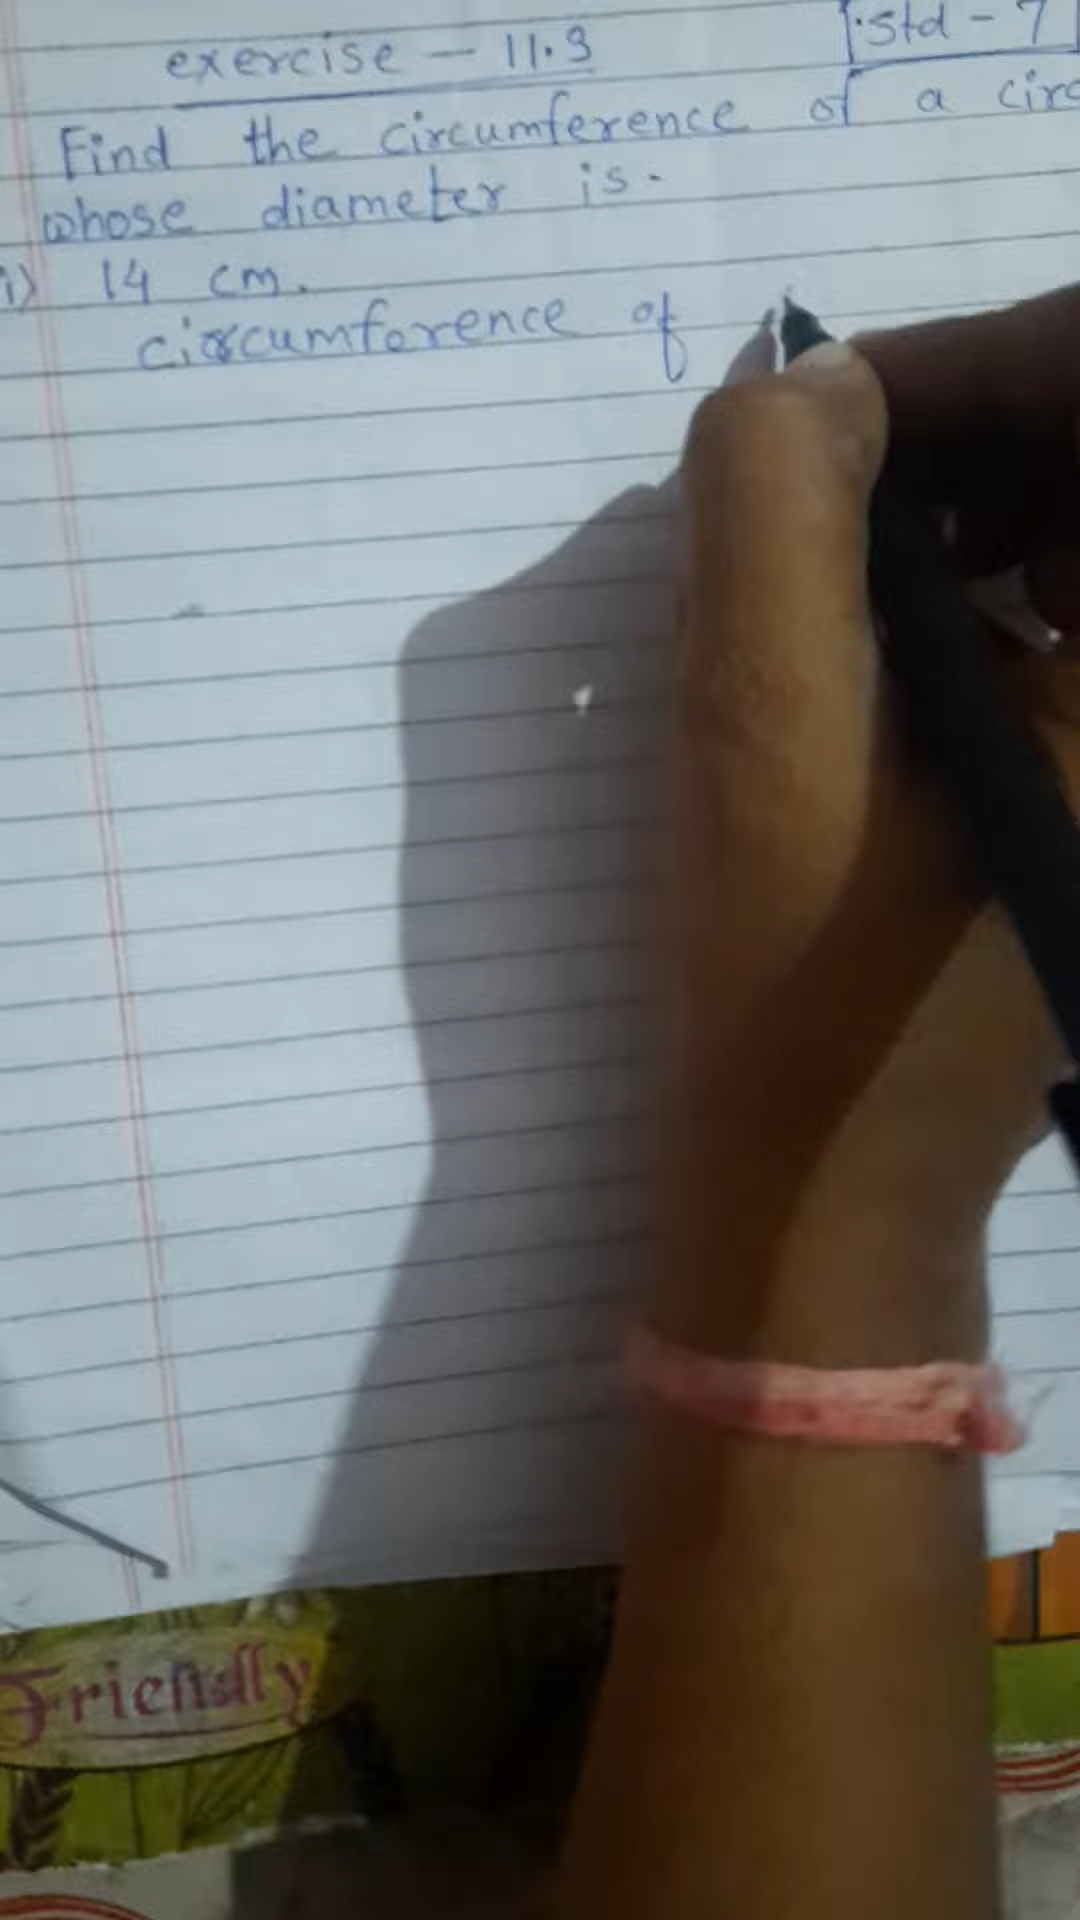 exercise - 11.3
Std - 7
Find the circumference of a circ
whose diameter is.
i) 14 cm.
circumference of
Friendly